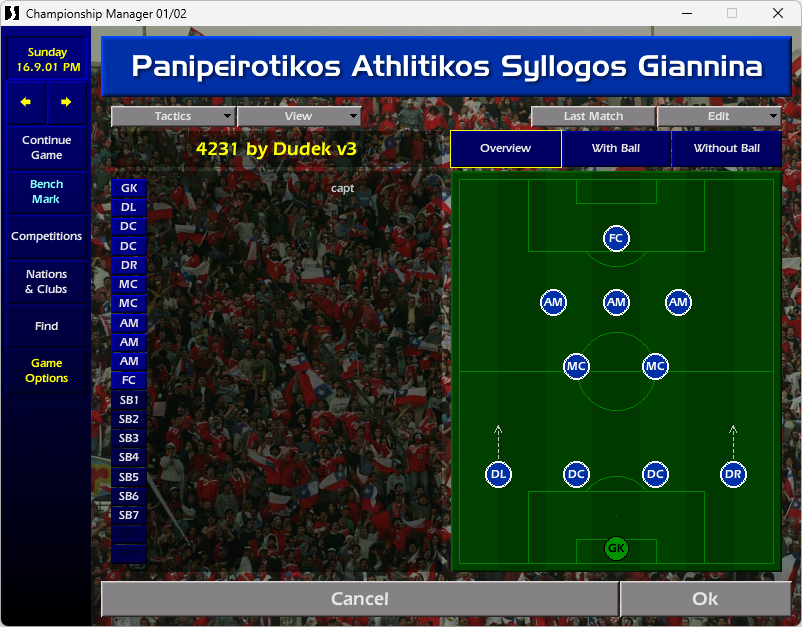 Championship Manager 01/02
Sunday
16.9.01 PM
Panipeirotikos Athlitikos Syllogos Giannina
Continue
Game
Bench
Mark
Competitions
Nations
& Clubs
Find
Game
Options
Tactics
View
Last Match
Edit
4231 by Dudek v3
Overview
With Ball
Without Ball
GK
capt
DL
DC
DC
DR
MC
MC
AM
AM
AM
FC
SB1
SB2
SB3
SB4
SB5
SB6
SB7
FC
AM AM AM
MC MC
DL DC DC DR
GK
Cancel
Ok